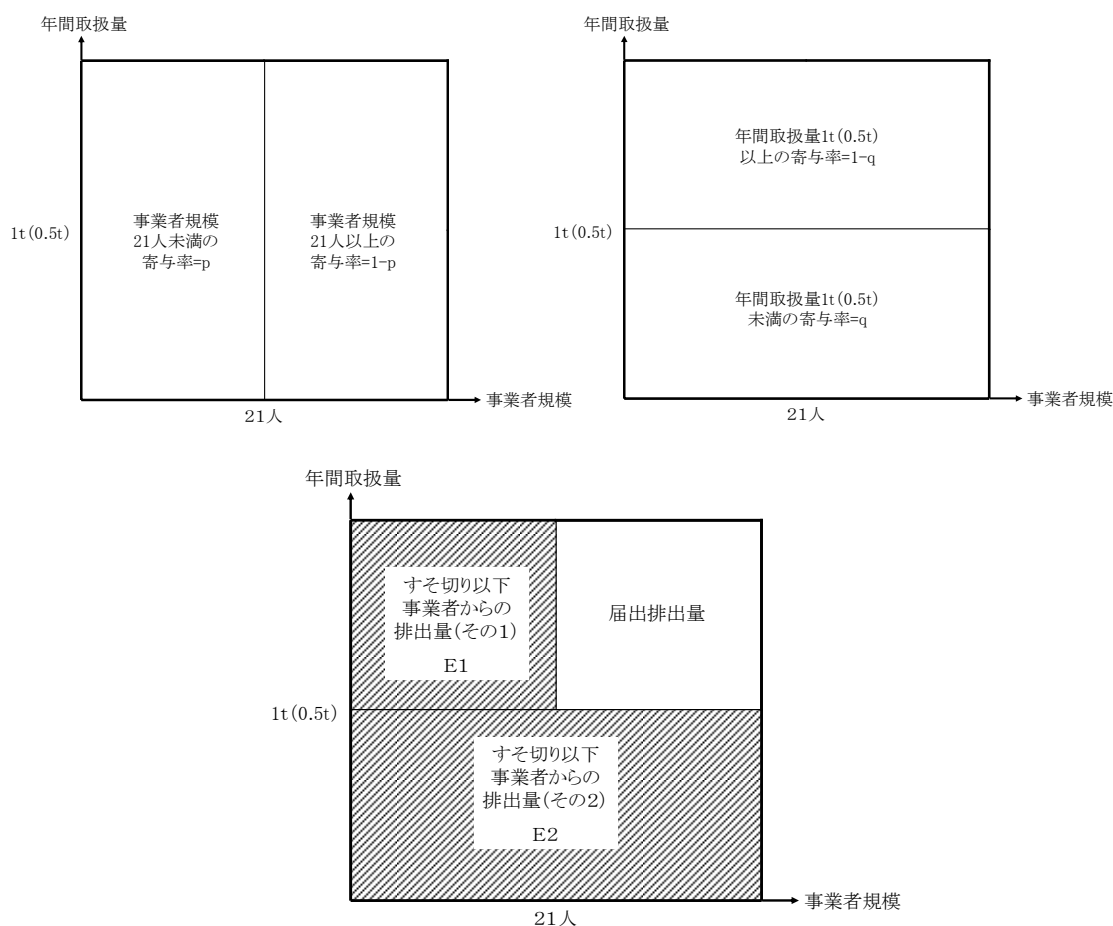 年間取扱量
1t(0.5t)
事業者規模
21人未満の
寄与率=p
事業者規模
21人以上の
寄与率=1-p
事業者規模
21人
年間取扱量
1t(0.5t)
年間取扱量1t(0.5t)
以上の寄与率=1-q
年間取扱量1t(0.5t)
未満の寄与率=q
事業者規模
21人
年間取扱量
すそ切り以下
事業者からの
排出量(その1)
E1
届出排出量
1t(0.5t)
すそ切り以下
事業者からの
排出量(その2)
E2
事業者規模
21人